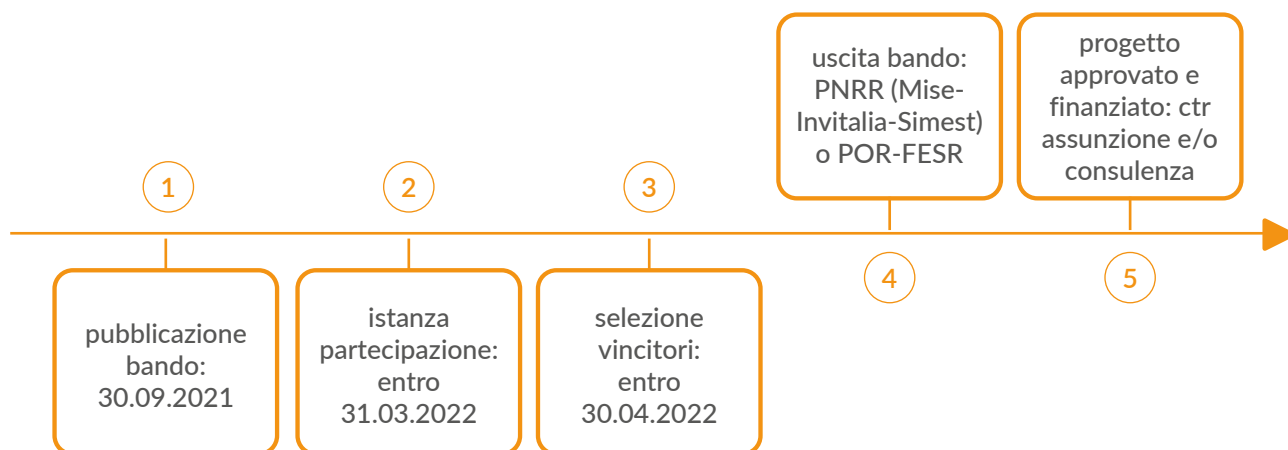 1
pubblicazione
bando:
30.09.2021
2
istanza
partecipazione:
entro
31.03.2022
3
selezione
vincitori:
entro
30.04.2022
uscita bando:
PNRR (Mise-
Invitalia-Simest)
o POR-FESR
4
progetto
approvato e
finanziato: ctr
assunzione e/o
consulenza
5